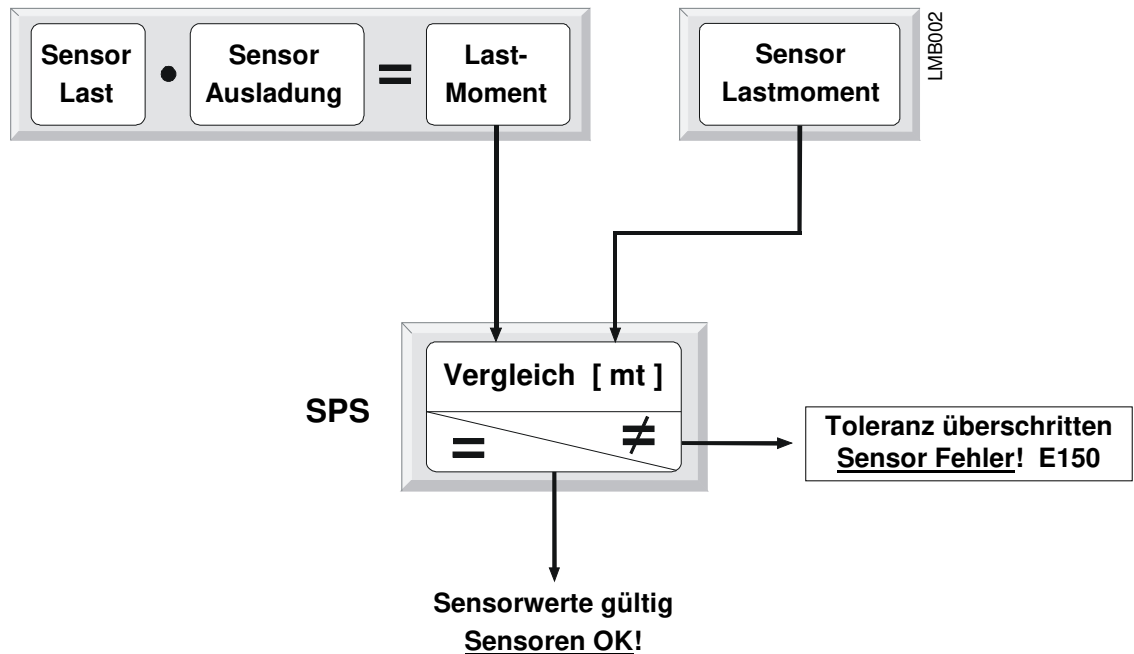 Sensor
Last
•
Sensor
Ausladung
=
Last-
Moment
Sensor
Lastmoment
LMB002
SPS
Vergleich [ mt ]
=
≠
Toleranz überschritten
Sensor Fehler! E150
Sensorwerte gültig
Sensoren OK!